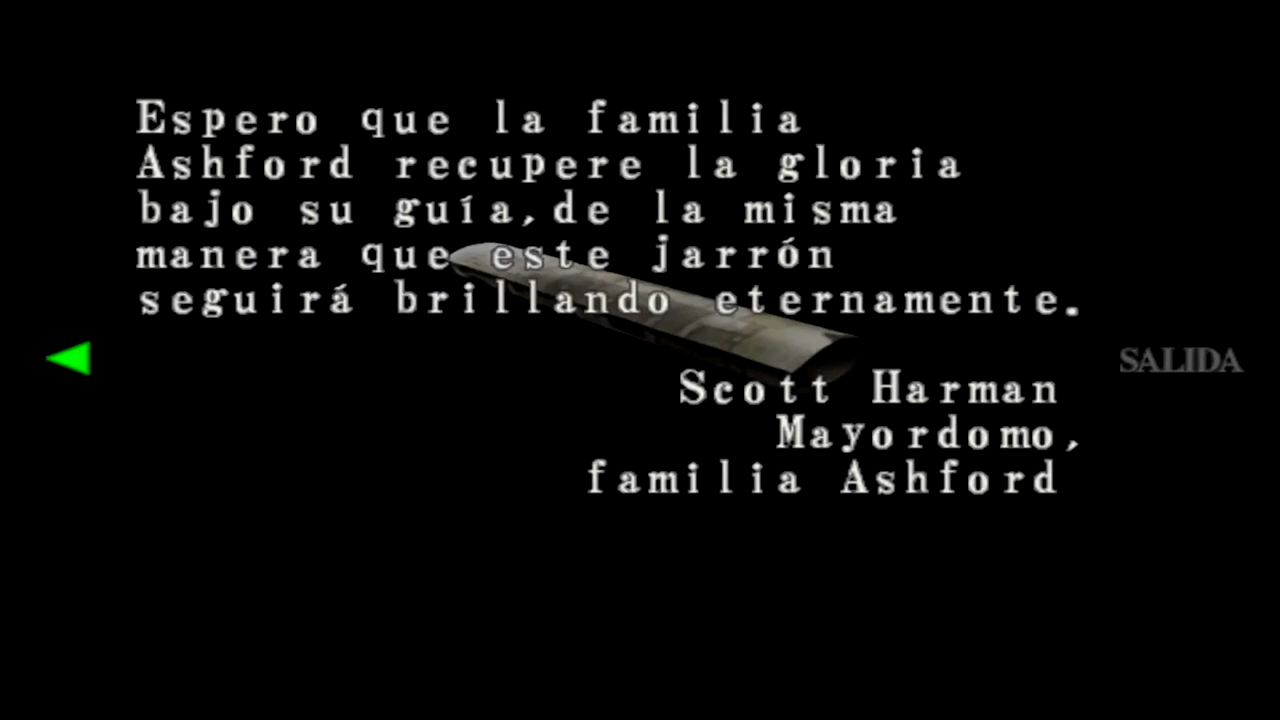 Espero que la familia
Ashford recupere la gloria
bajo su guía,de la misma
manera que este jarrón
seguirá brillando eternamente.
SALIDA
Scott Harman
Mayordomo,
familia Ashford